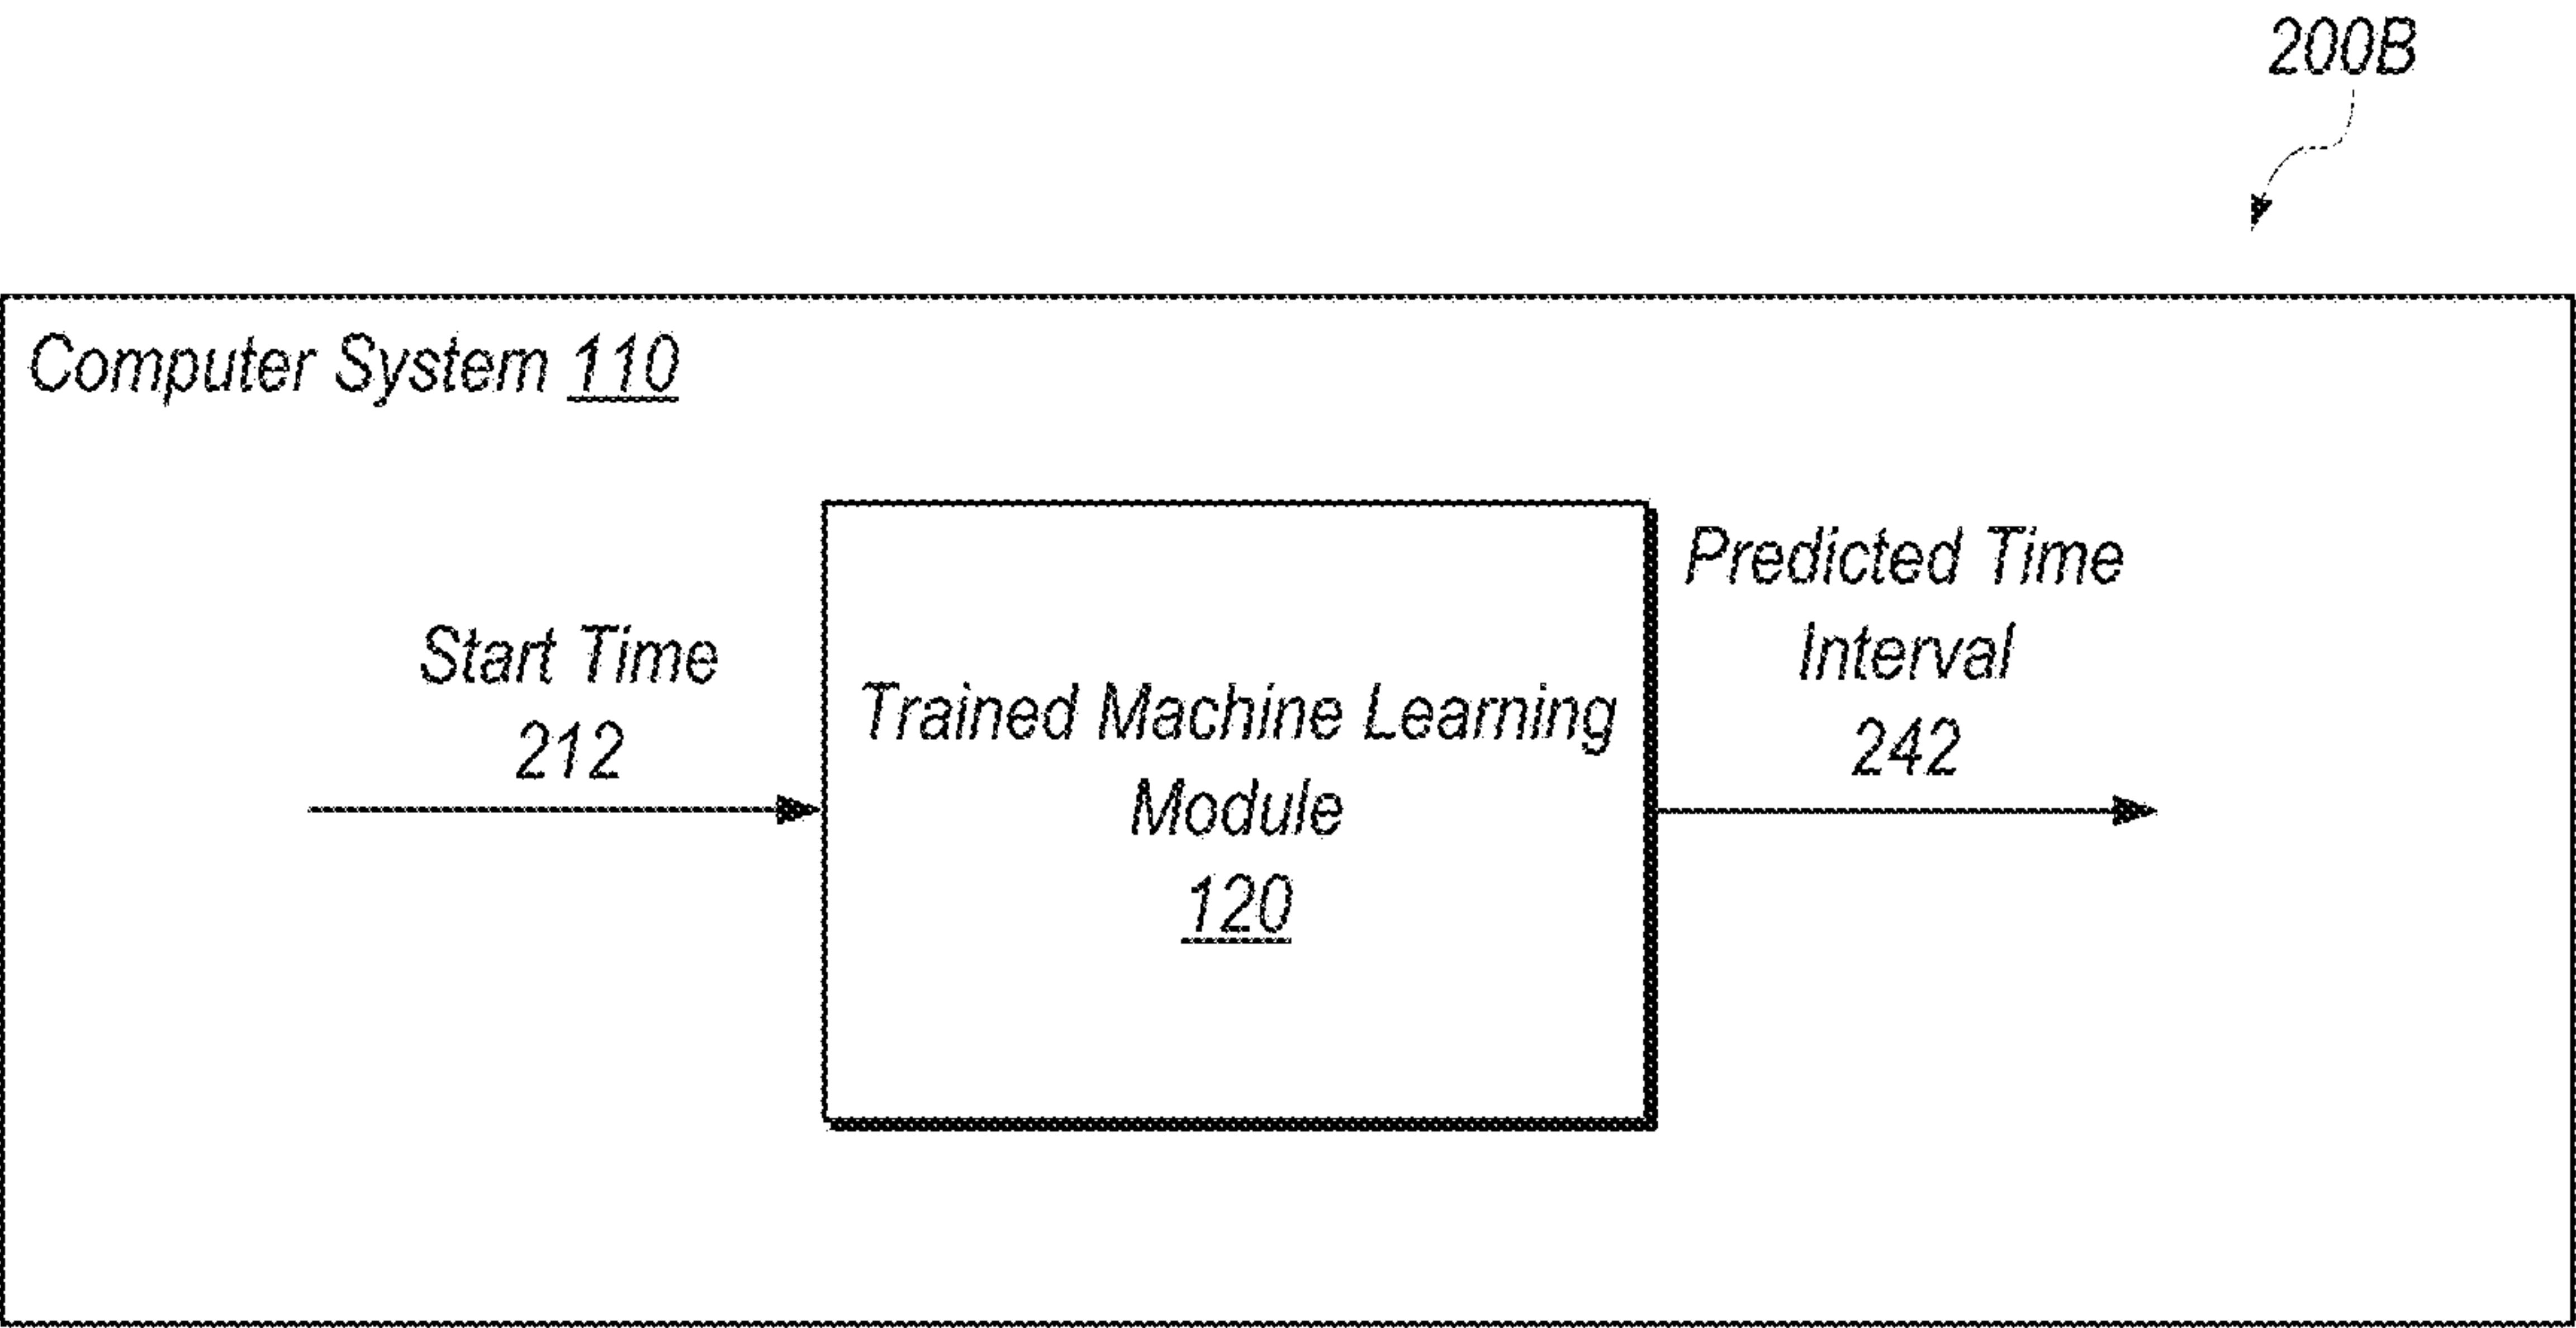 200B
Computer System 110
Start Time
212
Trained Machine Learning
Module
120
Predicted Time
Interval
242